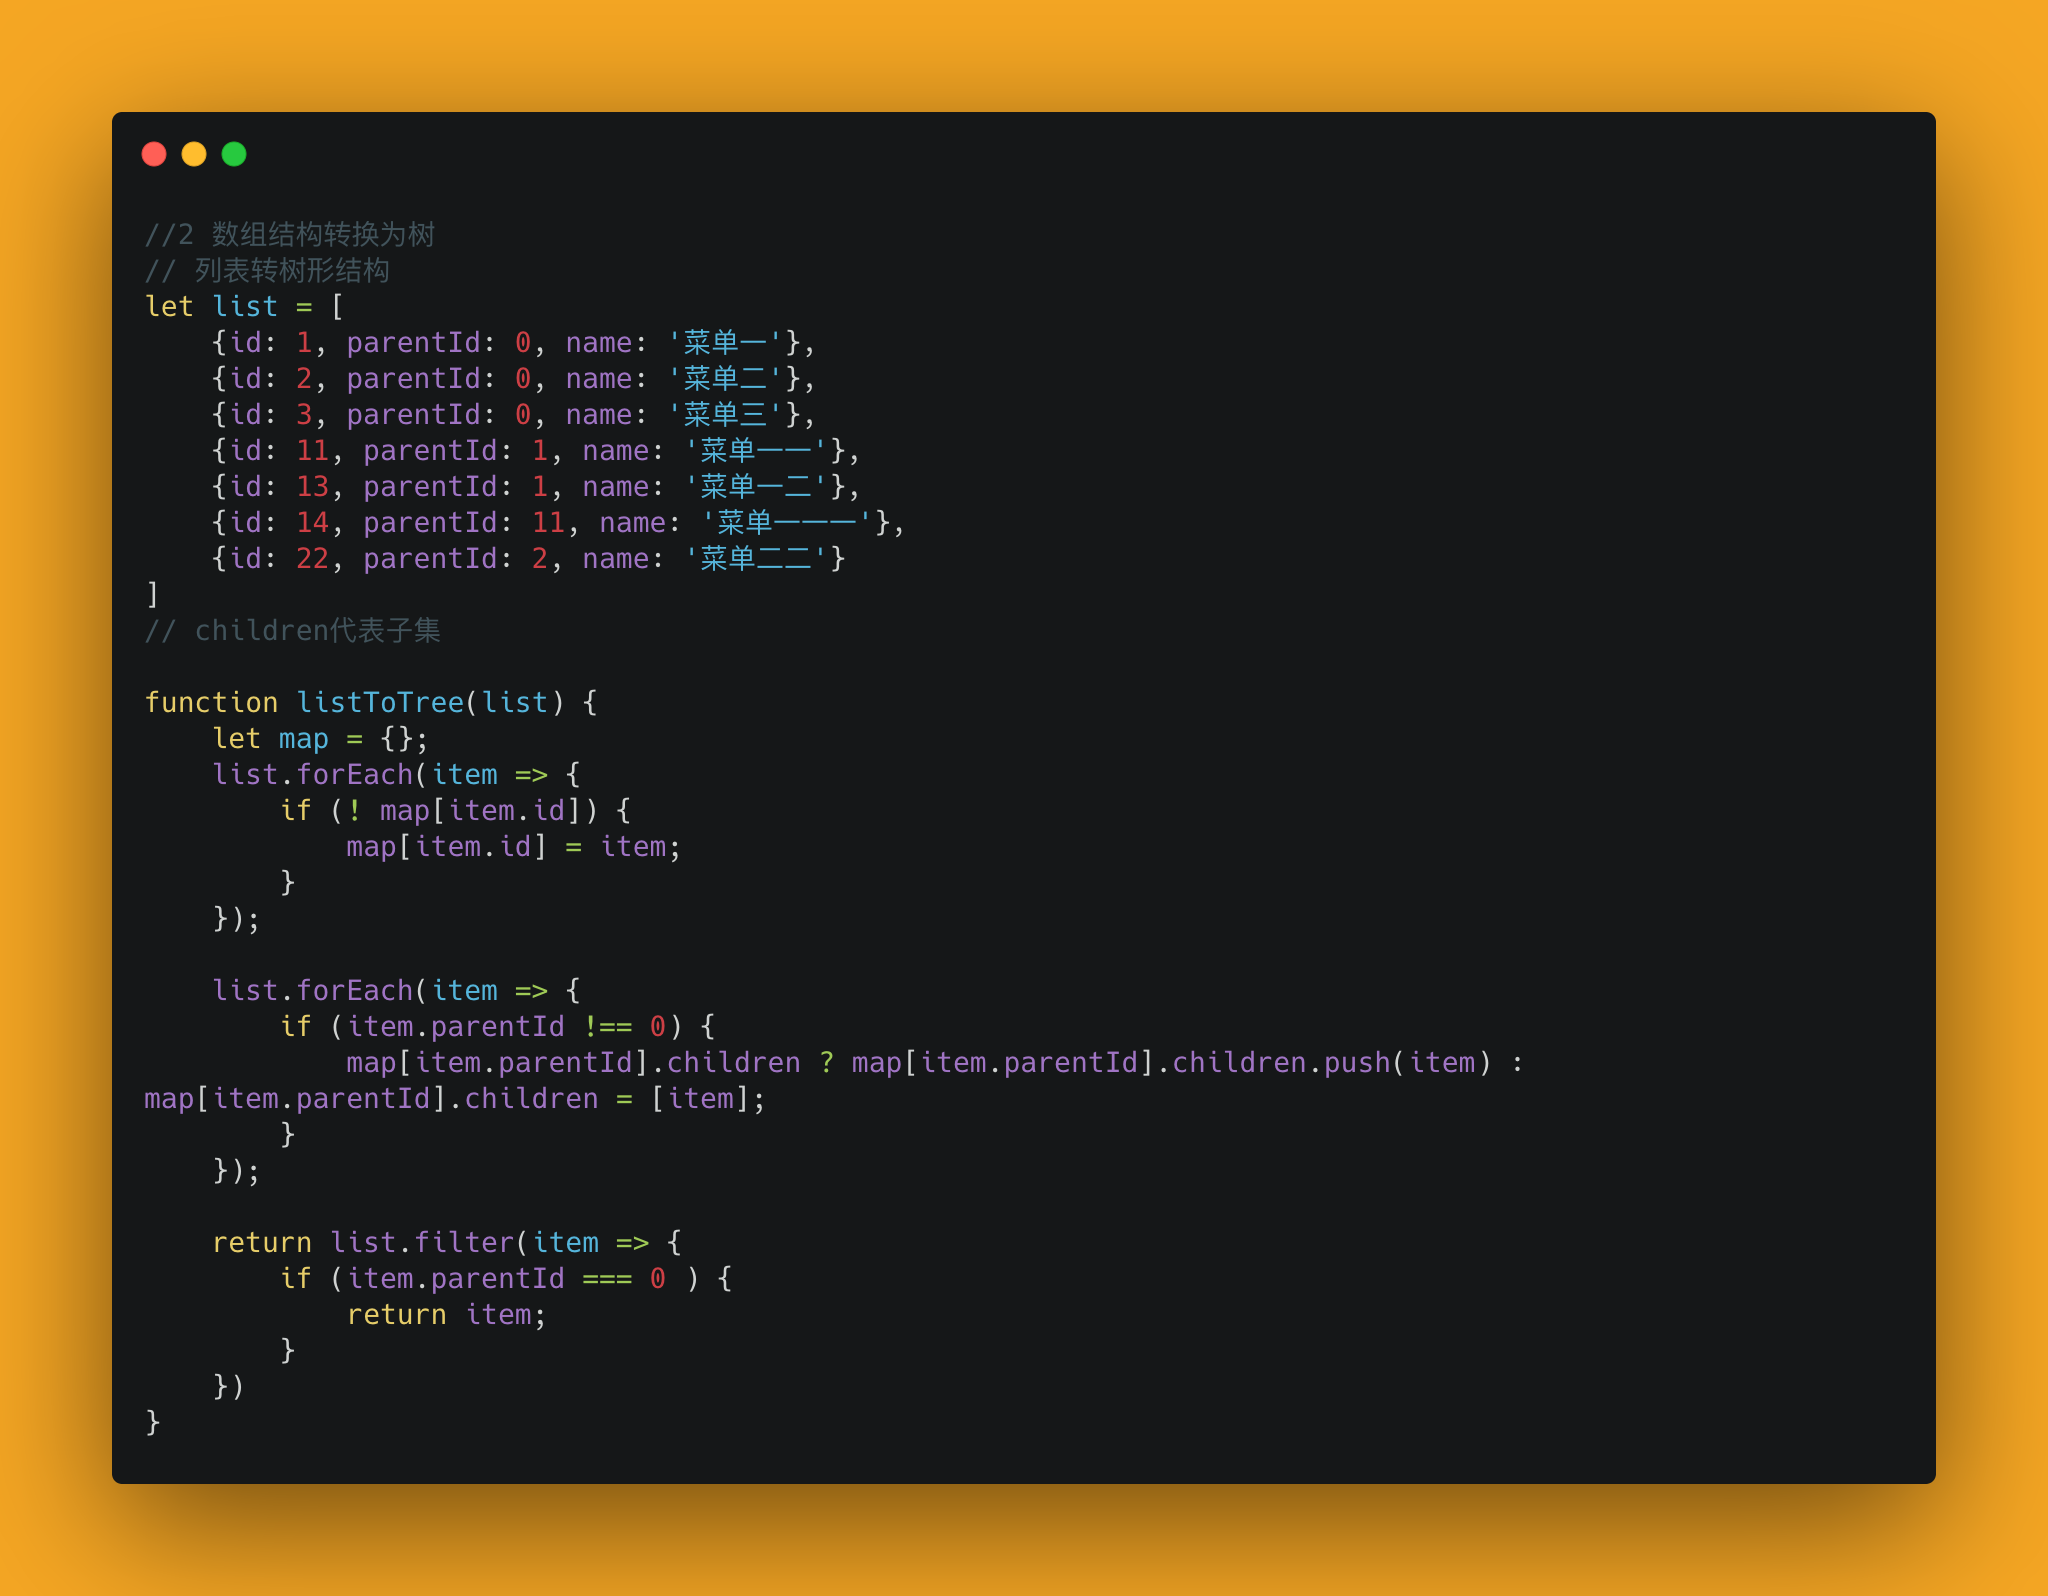 //2 数组结构转换为树
// 列表转树形结构
let list = [
    {id: 1, parentId: 0, name: '菜单一'},
    {id: 2, parentId: 0, name: '菜单二'},
    {id: 3, parentId: 0, name: '菜单三'},
    {id: 11, parentId: 1, name: '菜单一一'},
    {id: 13, parentId: 1, name: '菜单一二'},
    {id: 14, parentId: 11, name: '菜单一一一'},
    {id: 22, parentId: 2, name: '菜单二二'}
]
// children代表子集

function listToTree(list) {
    let map = {};
    list.forEach(item => {
        if (! map[item.id]) {
            map[item.id] = item;
        }
    });

    list.forEach(item => {
        if (item.parentId !== 0) {
            map[item.parentId].children ? map[item.parentId].children.push(item) :
map[item.parentId].children = [item];
        }
    });

    return list.filter(item => {
        if (item.parentId === 0 ) {
            return item;
        }
    })
}